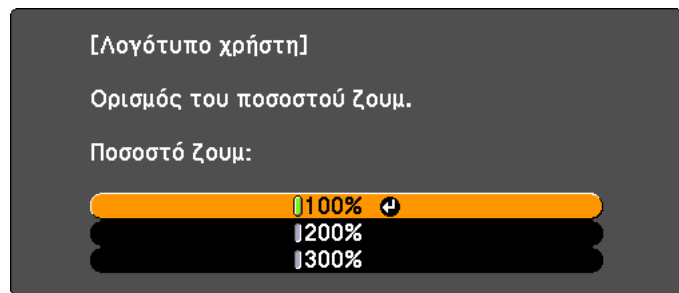 [Λογότυπο χρήστη]
Ορισμός του ποσοστού ζουμ.
Ποσοστό ζουμ:
100%
200%
300%